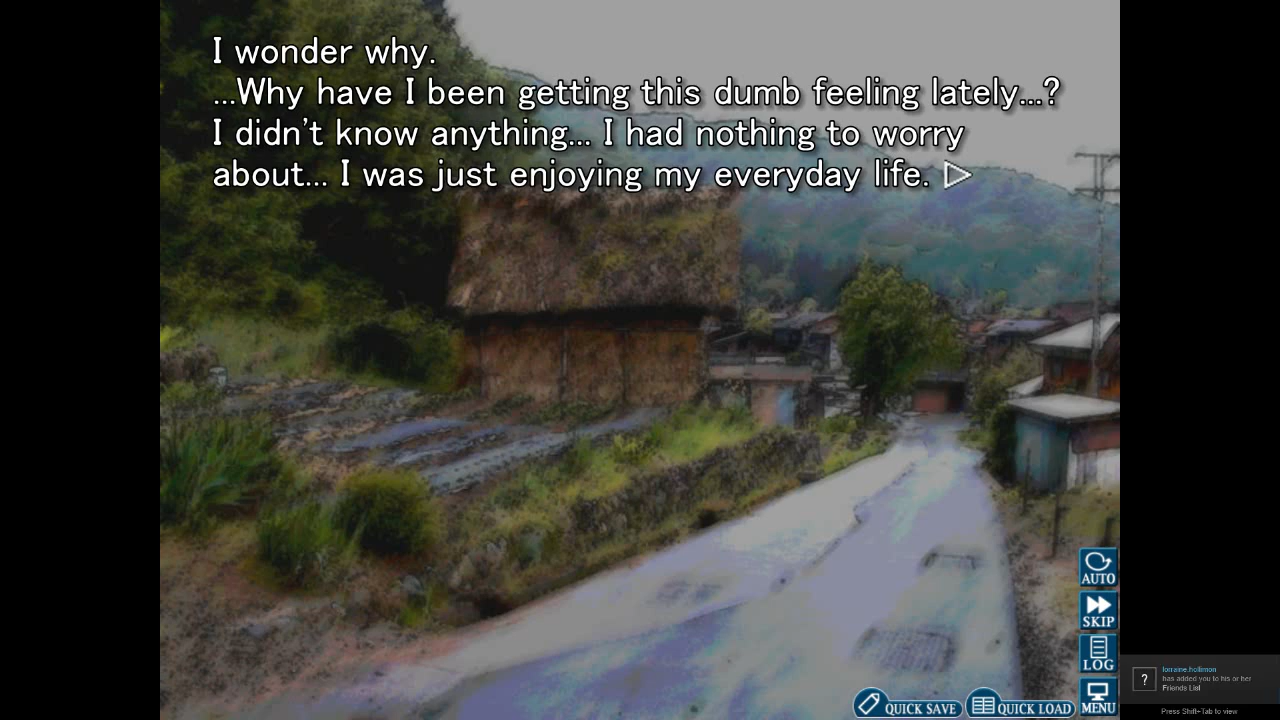 I wonder why.
...Why have I been getting this dumb feeling lately...?
I didn't know anything... I had nothing to worry
about... I was just enjoying my everyday life.
AUTO
SKIP
LOG
MENU
QUICK SAVE
QUICK LOAD
lorraine.hollimon
has added you to his or her
Friends List
Press Shift+Tab to view
?